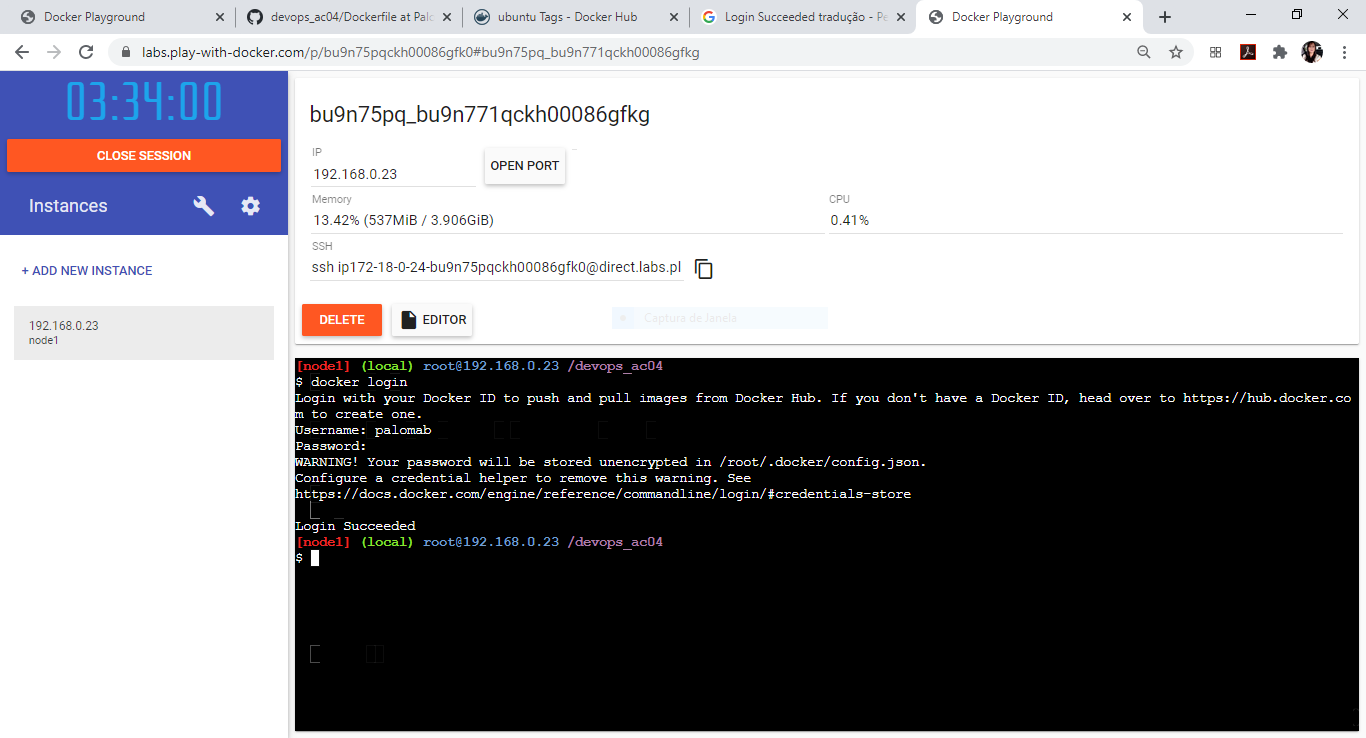 Docker Playground
devops_ac04/Dockerfile at Palo
ubuntu Tags - Docker Hub
Login Succeeded tradução - Pe
Docker Playground
labs.play-with-docker.com/p/bu9n75pqckh00086gfk0#bu9n75pq_bu9n771qckh00086gfkg
03:34:00
CLOSE SESSION
Instances
+ ADD NEW INSTANCE
192.168.0.23
node1
bu9n75pq_bu9n771qckh00086gfkg
IP
192.168.0.23
OPEN PORT
Memory
13.42% (537MiB / 3.906GiB)
CPU
0.41%
SSH
ssh ip172-18-0-24-bu9n75pqckh00086gfk0@direct.labs.pl
DELETE
EDITOR
Captura de Janela
[node1] (local) root@192.168.0.23 /devops_ac04
$ docker login
Login with your Docker ID to push and pull images from Docker Hub. If you don't have a Docker ID, head over to https://hub.docker.co
m to create one.
Username: palomab
Password:
WARNING! Your password will be stored unencrypted in /root/.docker/config.json.
Configure a credential helper to remove this warning. See
https://docs.docker.com/engine/reference/commandline/login/#credentials-store
Login Succeeded
[node1] (local) root@192.168.0.23 /devops_ac04
$